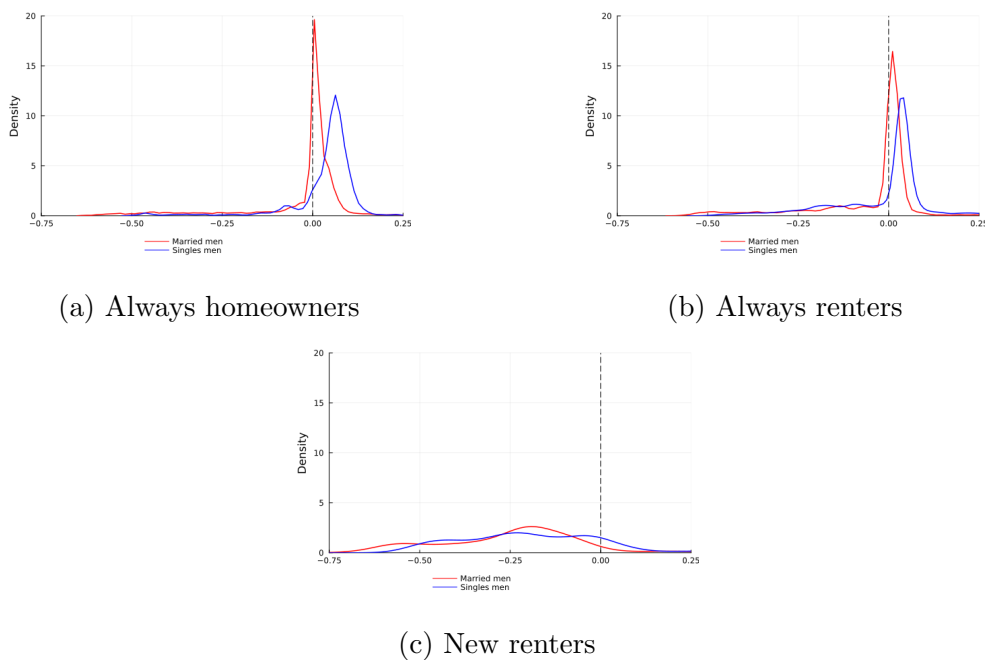 20
15
10
5
0
Density
−0.75 −0.50 −0.25 0.00 0.25
Married men
Singles men
(a) Always homeowners
20
15
10
5
0
Density
−0.75 −0.50 −0.25 0.00 0.25
Married men
Singles men
(b) Always renters
20
15
10
5
0
Density
−0.75 −0.50 −0.25 0.00 0.25
Married men
Singles men
(c) New renters